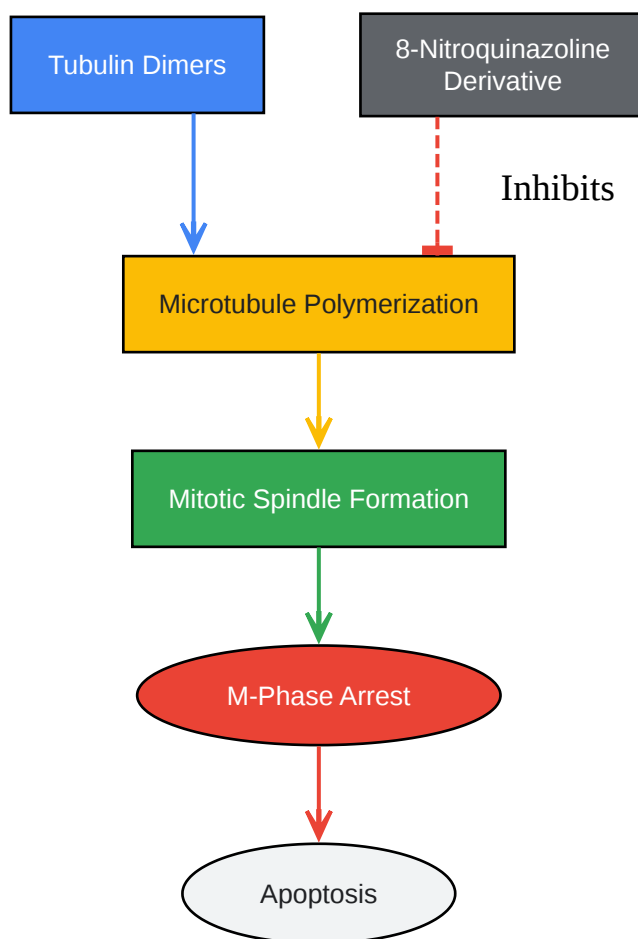 Tubulin Dimers
8-Nitroquinazoline
Derivative
Inhibits
Microtubule Polymerization
Mitotic Spindle Formation
M-Phase Arrest
Apoptosis